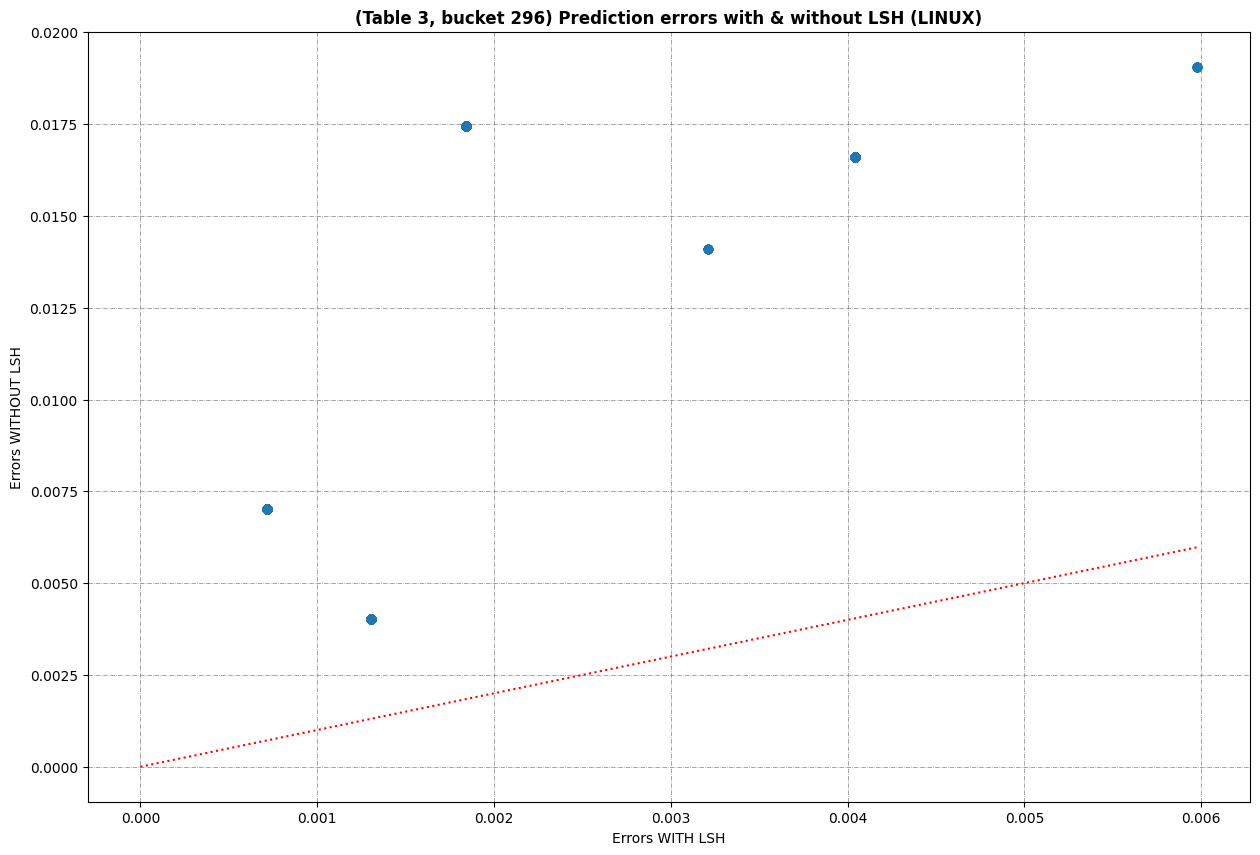 (Table 3, bucket 296) Prediction errors with & without LSH (LINUX)
0.0200
0.0175
0.0150
0.0125
0.0100
0.0075
0.0050
0.0025
0.0000
Errors WITHOUT LSH
0.000 0.001 0.002 0.003 0.004 0.005 0.006
Errors WITH LSH